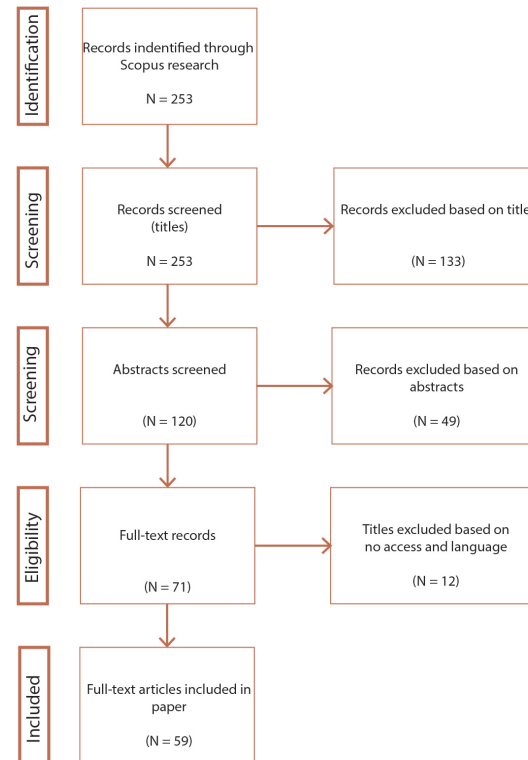 Identification
Records indentified through
Scopus research
N = 253
Screening
Records screened
(titles)
N = 253
Records excluded based on title
(N = 133)
Screening
Abstracts screened
(N = 120)
Records excluded based on
abstracts
(N = 49)
Eligibility
Full-text records
(N = 71)
Titles excluded based on
no access and language
(N = 12)
Included
Full-text articles included in
paper
(N = 59)